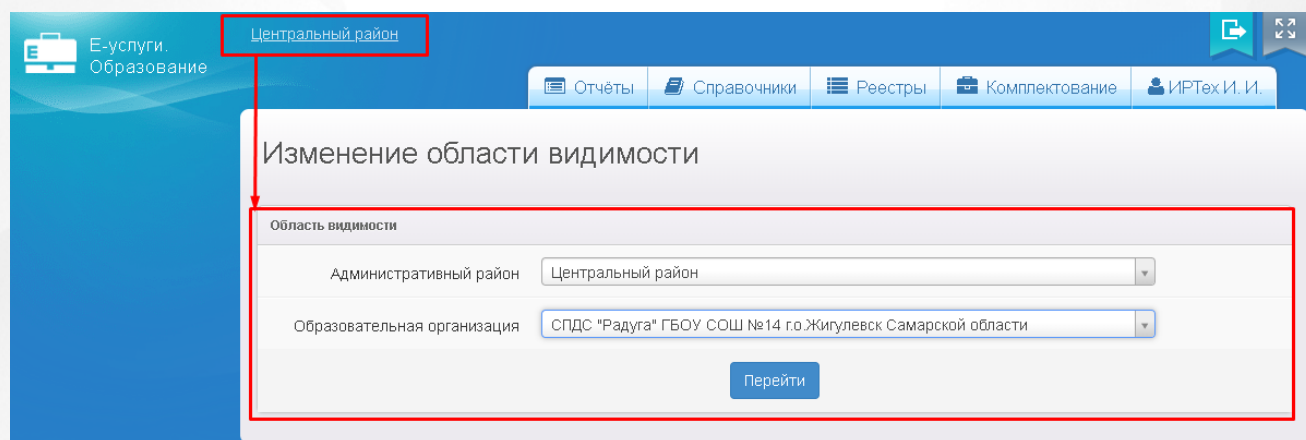 Центральный район
Е-услуги.
Образование
Отчёты Справочники Реестры Комплектование ИРТех И. И.
Изменение области видимости
Область видимости
Административный район Центральный район
Образовательная организация СПДС "Радуга" ГБОУ СОШ №14 г.о.Жигулевск Самарской области
Перейти